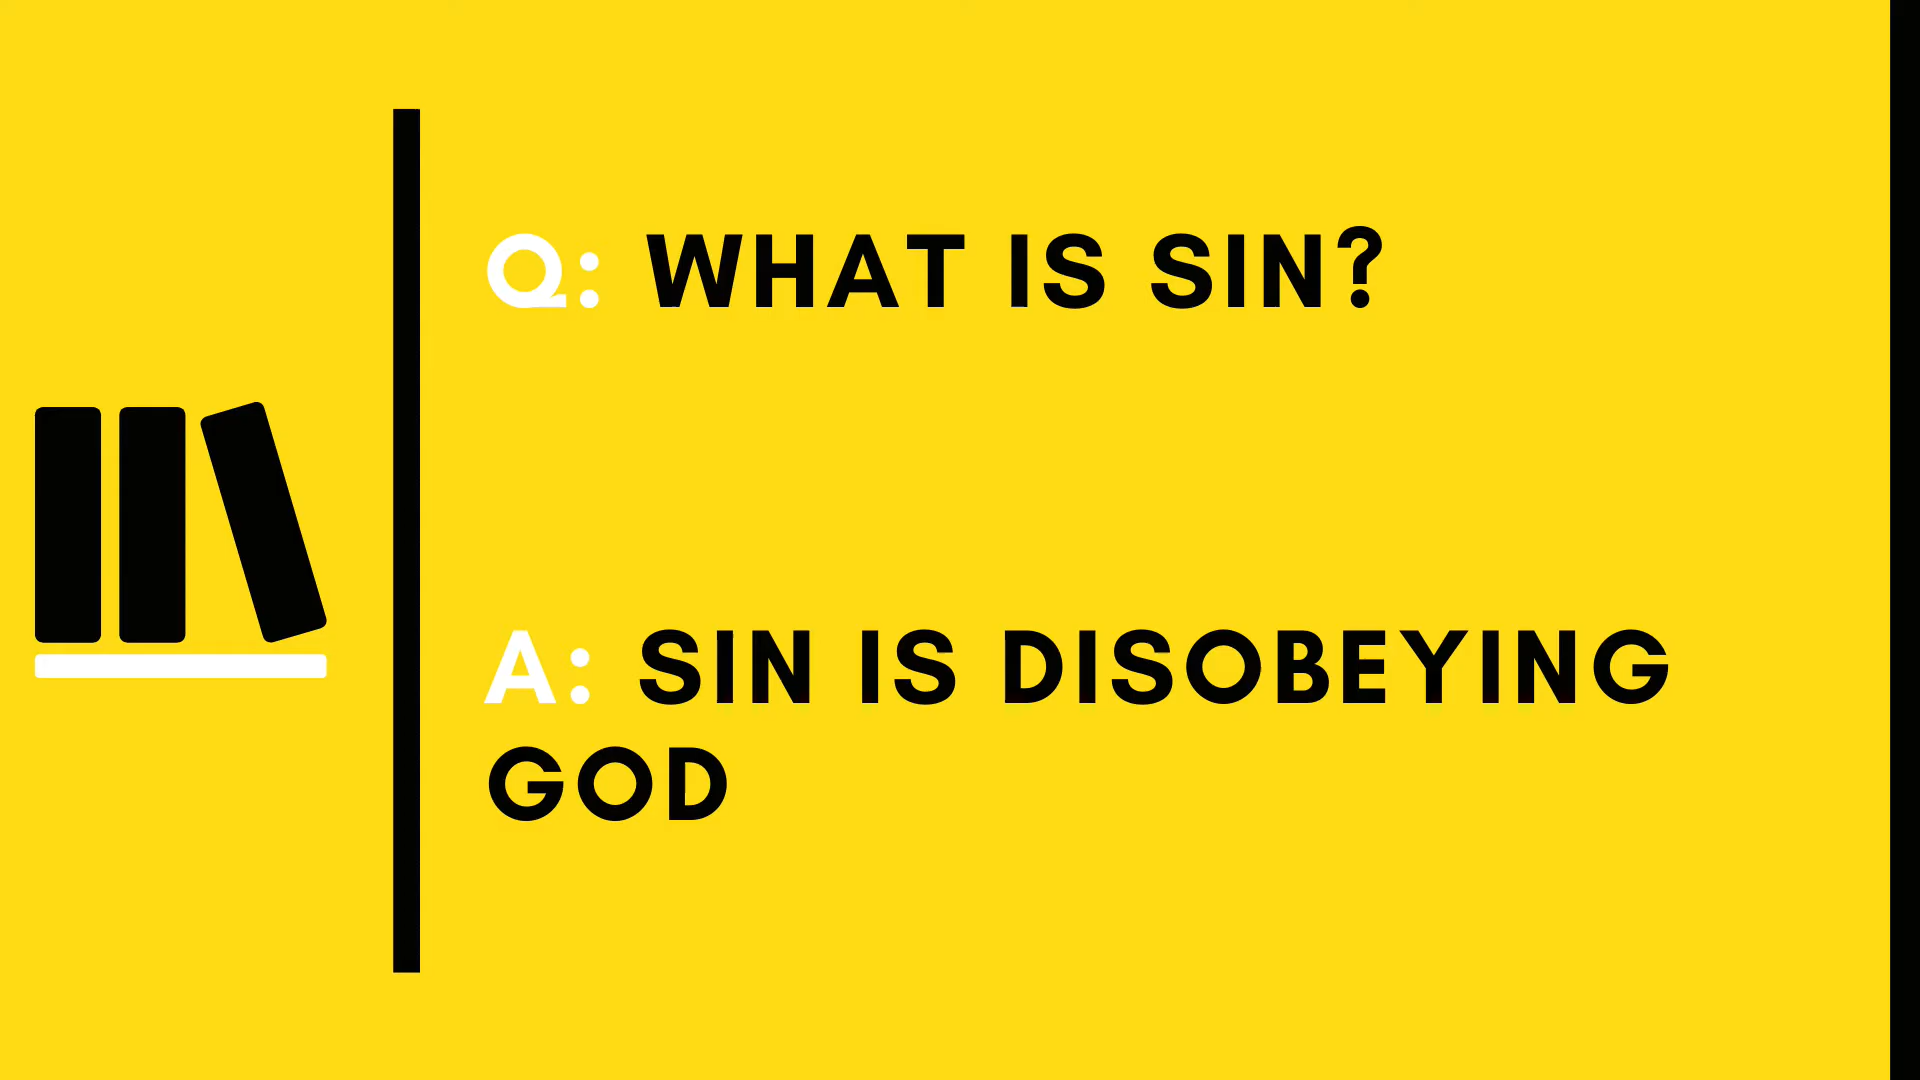 Q: WHAT IS SIN?
A: SIN IS DISOBEYING
GOD